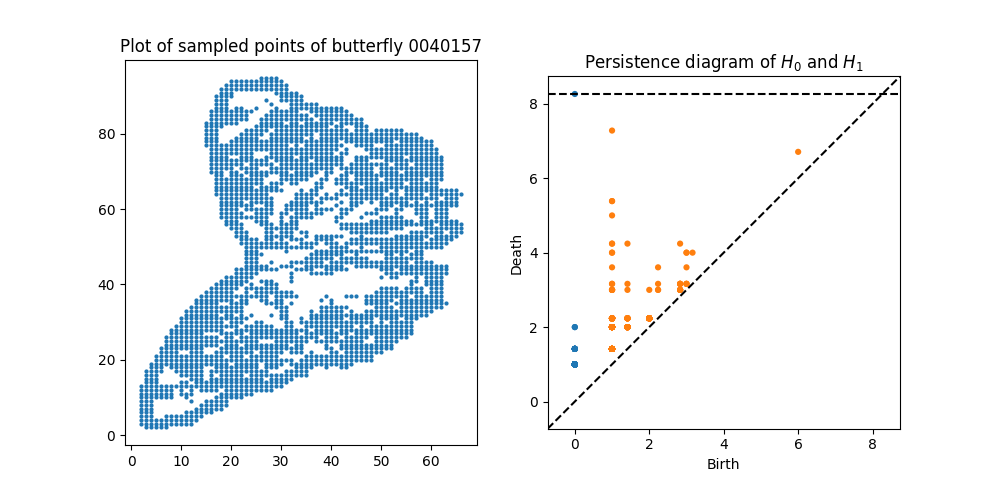 Plot of sampled points of butterfly 0040157
80
60
40
20
0
0 10 20 30 40 50 60
Persistence diagram of $H_0$ and $H_1$
Death
8
6
4
2
0
0 2 4 6 8
Birth